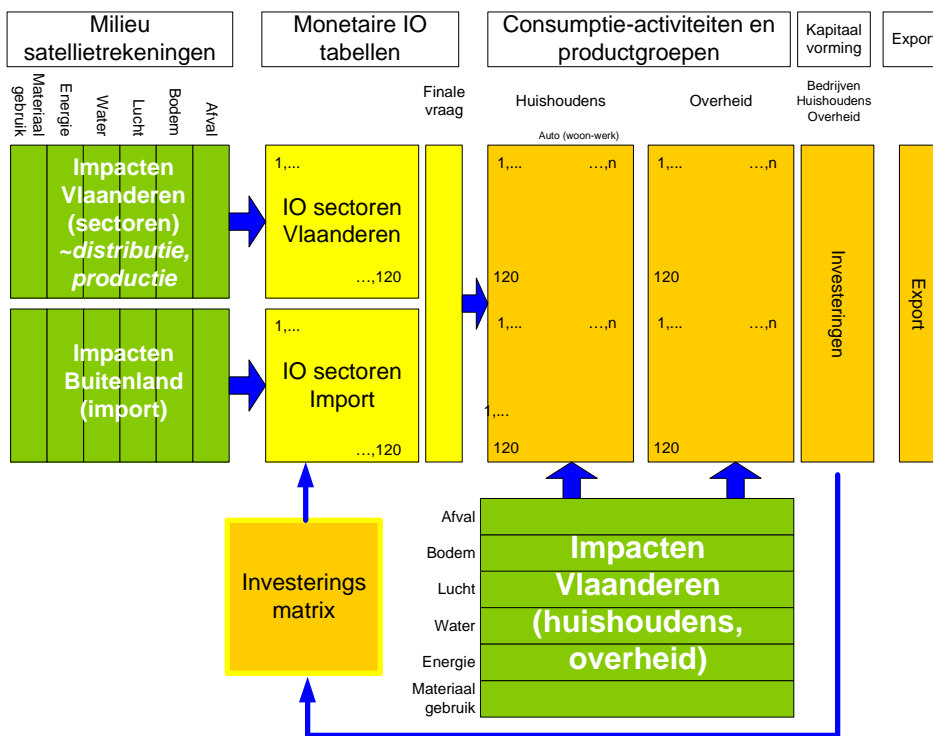 Milieu
satellietrekeningen
Monetaire IO
tabellen
Consumptie-activiteiten en
productgroepen
Kapitaal
vorming
Export
Materiaal
gebruik
Energie
Water
Lucht
Bodem
Afval
Finale
vraag
Huishoudens
Overheid
Bedrijven
Huishoudens
Overheid
Auto (woon-werk)
Impacten
Vlaanderen
(sectoren)
~distributie,
productie
1,...
IO sectoren
Vlaanderen
...,120
1,...
...,n
120
1,...
...,n
120
Investeringen
Export
Impacten
Buitenland
(import)
1,...
IO sectoren
Import
...,120
1,...
...,n
1,...
120
1,...
...,n
120
Investerings
matrix
Afval
Bodem
Lucht
Water
Energie
Materiaal
gebruik
Impacten
Vlaanderen
(huishoudens,
overheid)